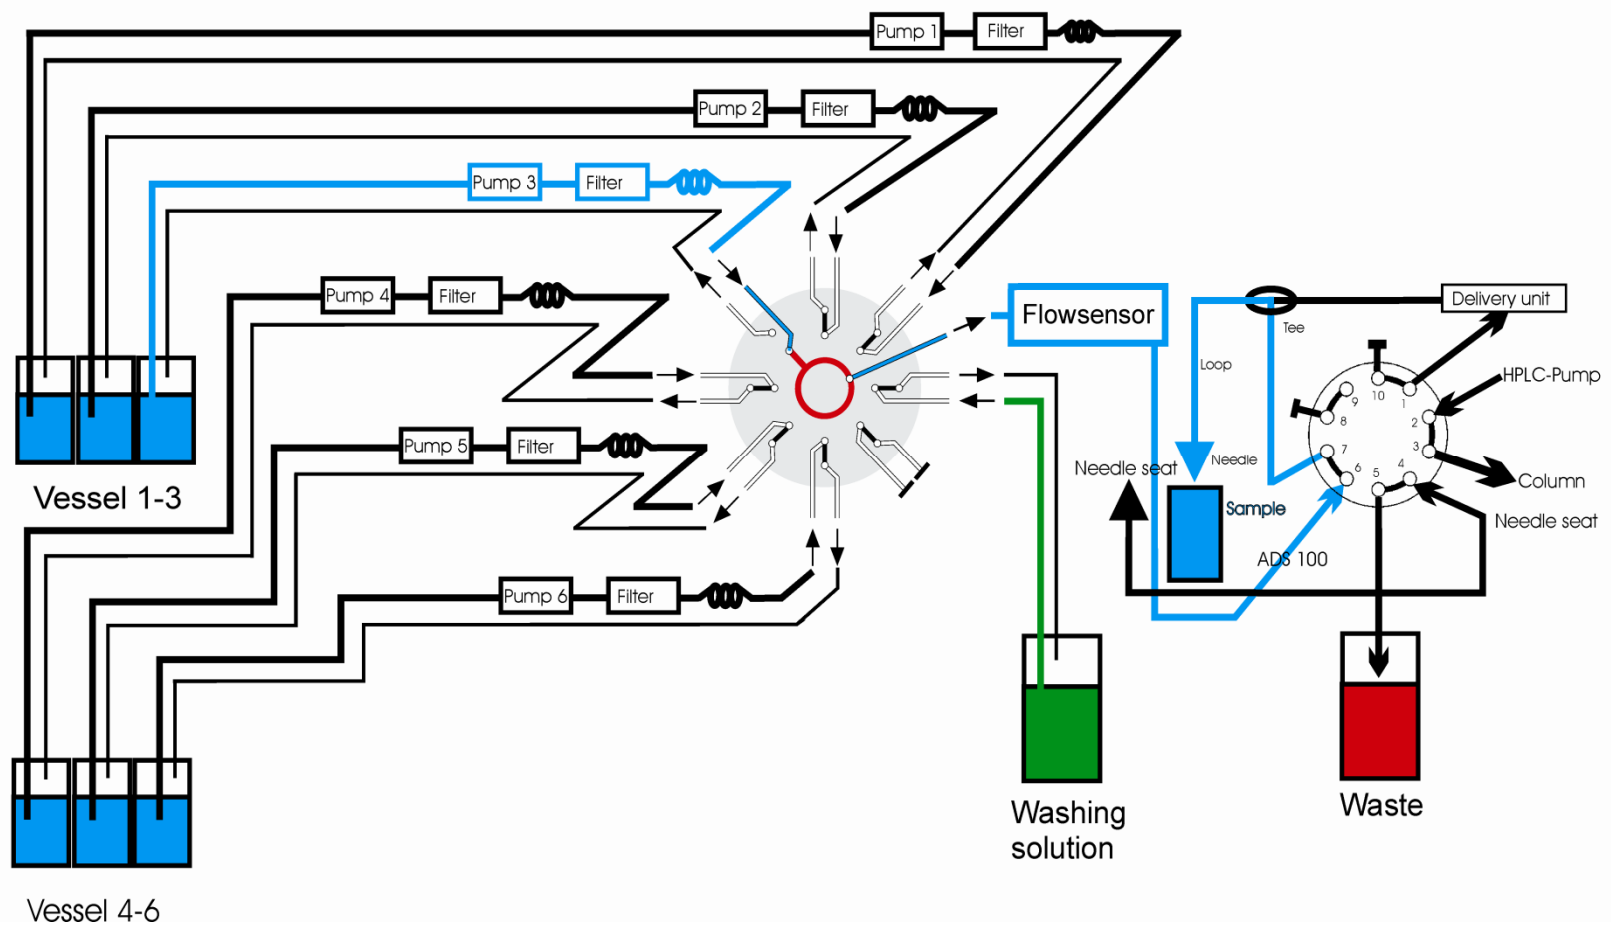 Pump 1
Filter
Pump 2
Filter
Pump 3
Filter
Pump 4
Filter
Flowsensor
Delivery unit
Tee
Loop
HPLC-Pump
10
1
9
2
8
3
7
4
6
5
Pump 5
Filter
Needle seat
Needle
Column
Vessel 1-3
Sample
Needle seat
ADS 100
Pump 6
Filter
Washing
solution
Waste
Vessel 4-6